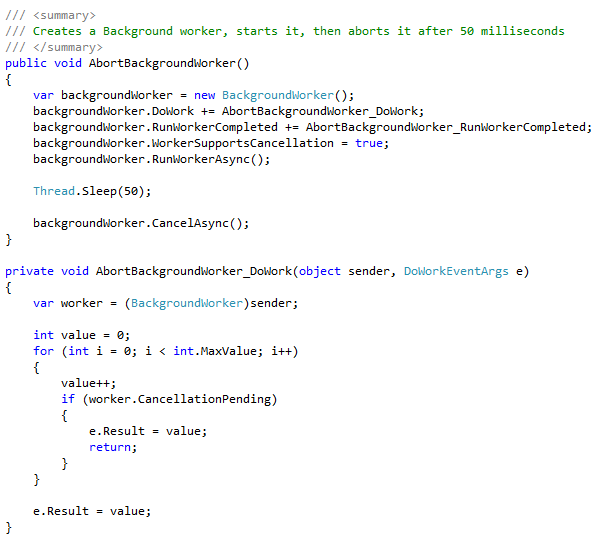 /// <summary>
/// Creates a Background worker, starts it, then aborts it after 50 milliseconds
/// </summary>
public void AbortBackgroundWorker()
{
    var backgroundWorker = new BackgroundWorker();
    backgroundWorker.DoWork += AbortBackgroundWorker_DoWork;
    backgroundWorker.RunWorkerCompleted += AbortBackgroundWorker_RunWorkerCompleted;
    backgroundWorker.WorkerSupportsCancellation = true;
    backgroundWorker.RunWorkerAsync();

    Thread.Sleep(50);

    backgroundWorker.CancelAsync();
}

private void AbortBackgroundWorker_DoWork(object sender, DoWorkEventArgs e)
{
    var worker = (BackgroundWorker)sender;

    int value = 0;
    for (int i = 0; i < int.MaxValue; i++)
    {
        value++;
        if (worker.CancellationPending)
        {
            e.Result = value;
            return;
        }
    }

    e.Result = value;
}